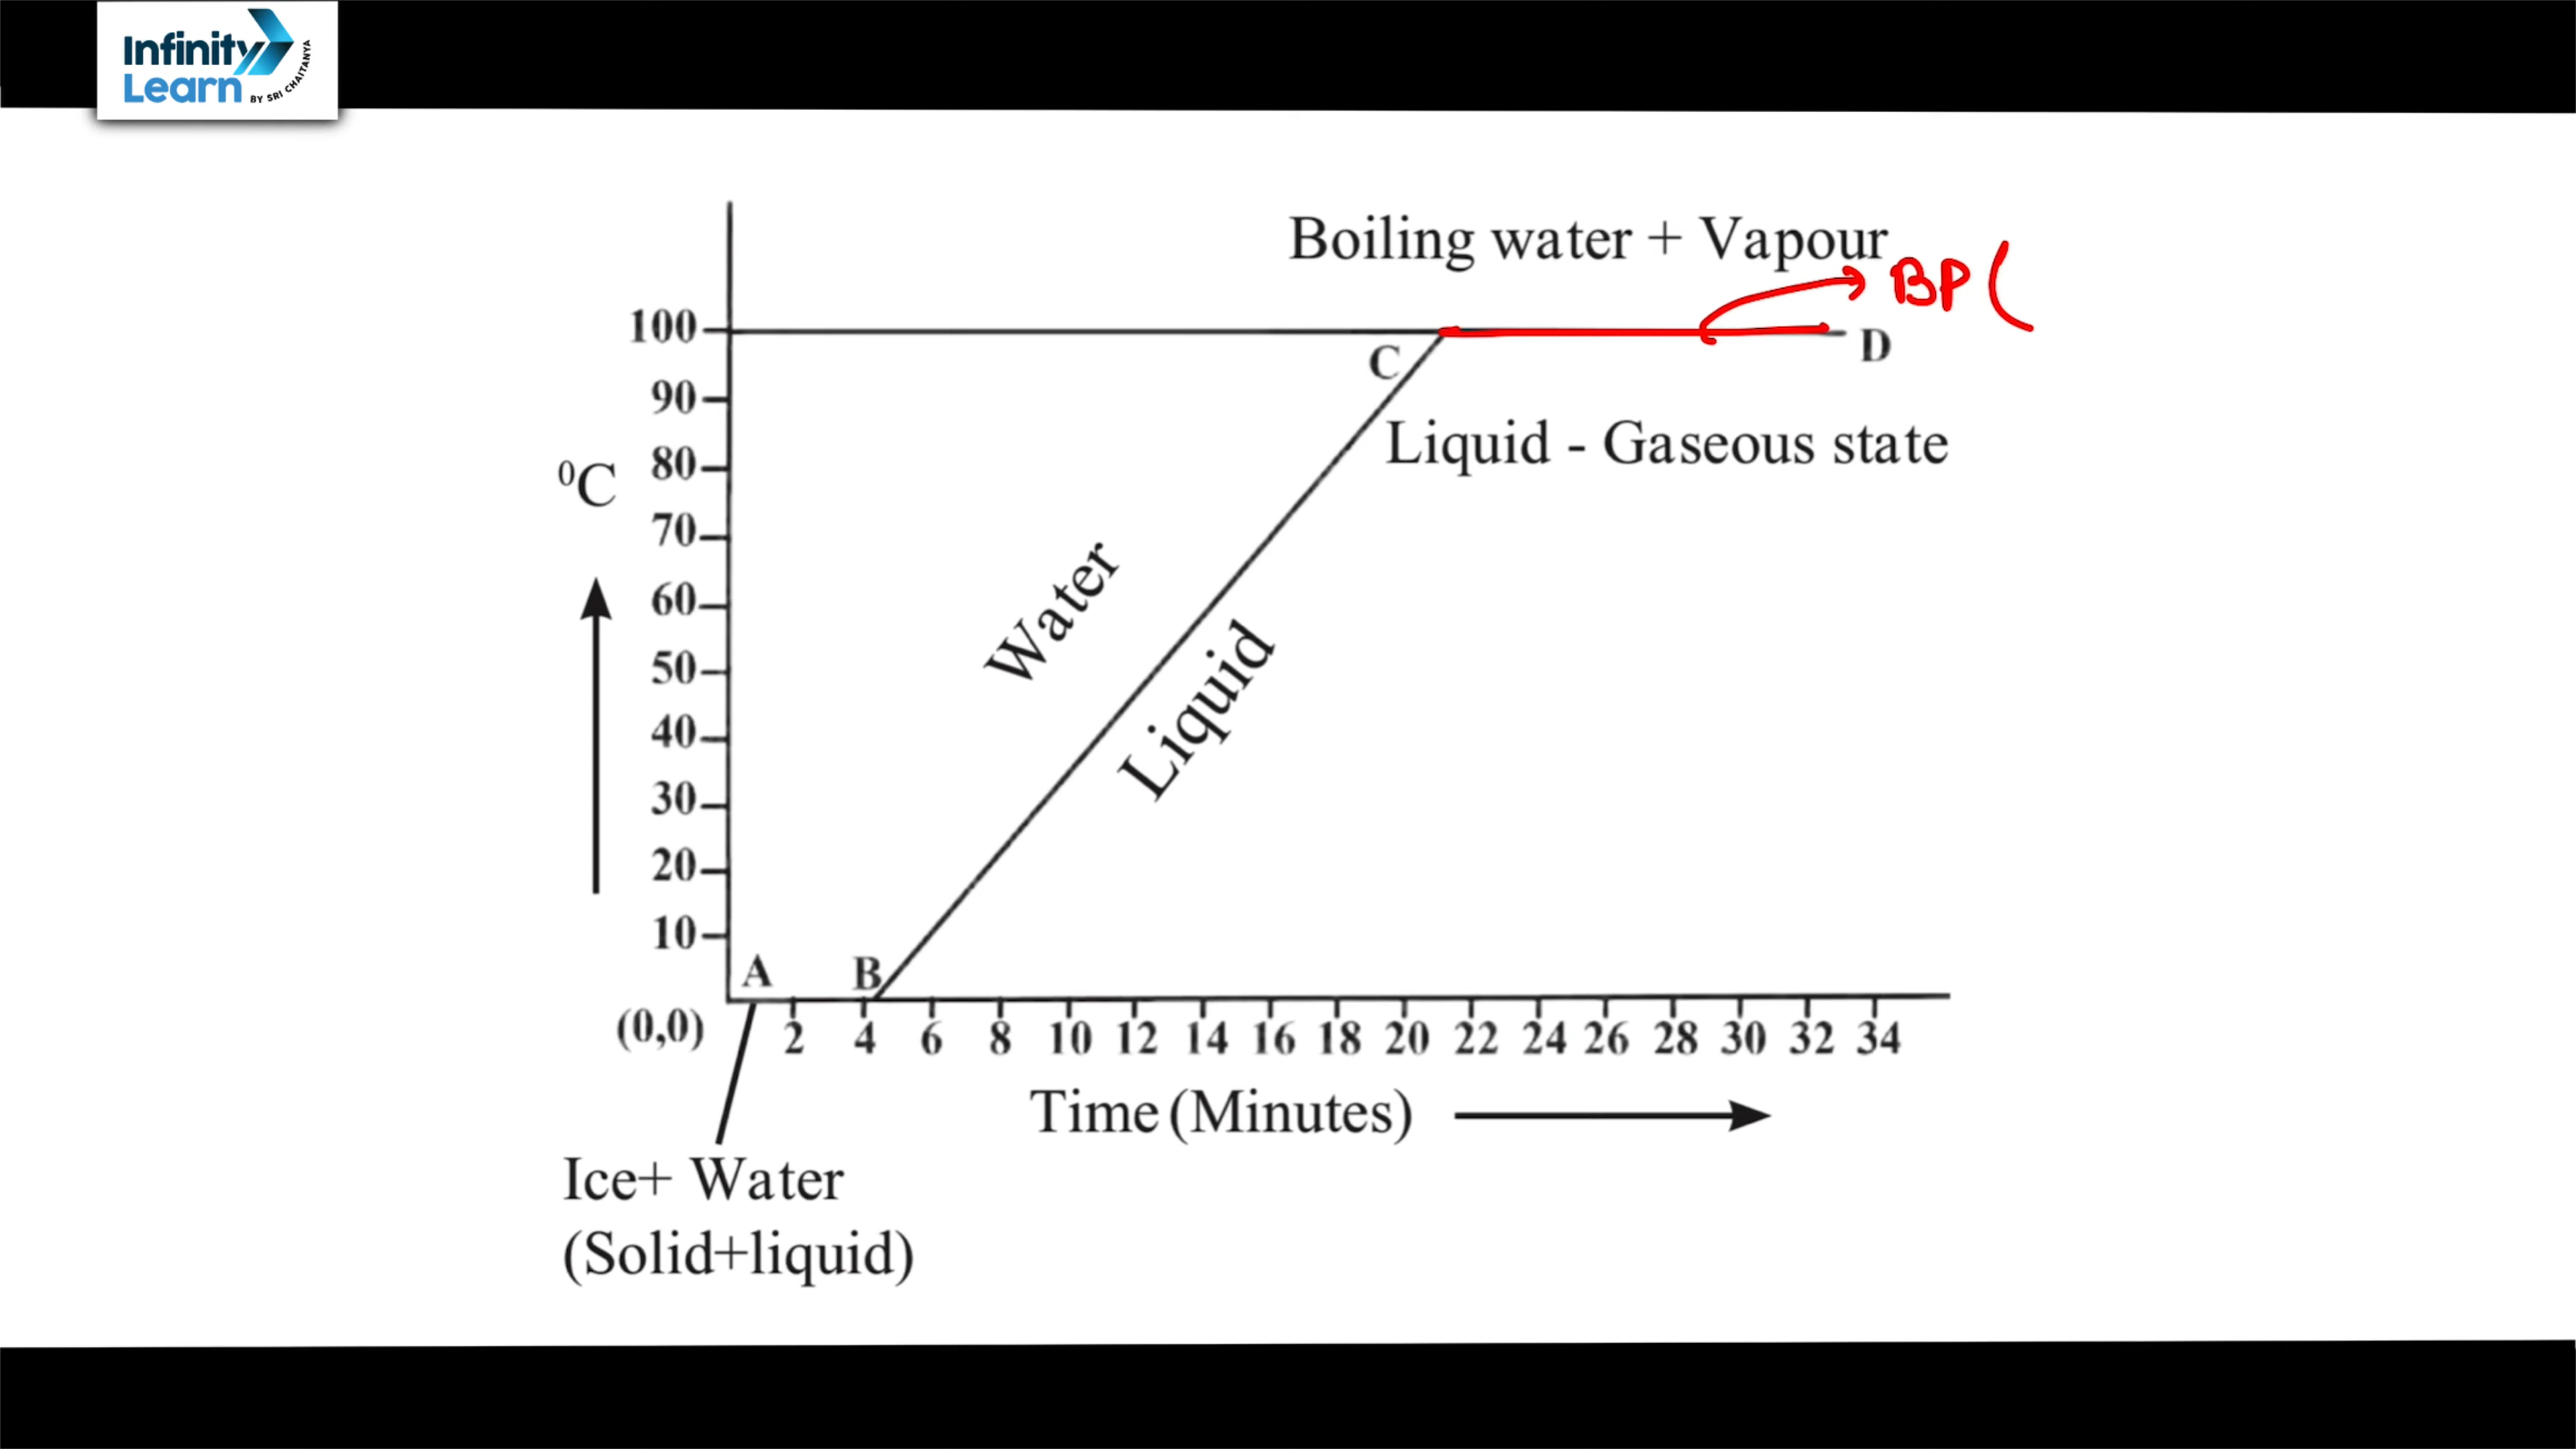 Infinity
Learn
BY SRI CHAITANYA
Boiling water + Vapour
BP (
100
C
D
90
Liquid - Gaseous state
80
⁰C
70
60
Water
50
Liquid
40
30
20
10
A
B
(0,0)
2 4 6 8 10 12 14 16 18 20 22 24 26 28 30 32 34
Time (Minutes)
Ice+ Water
(Solid+liquid)